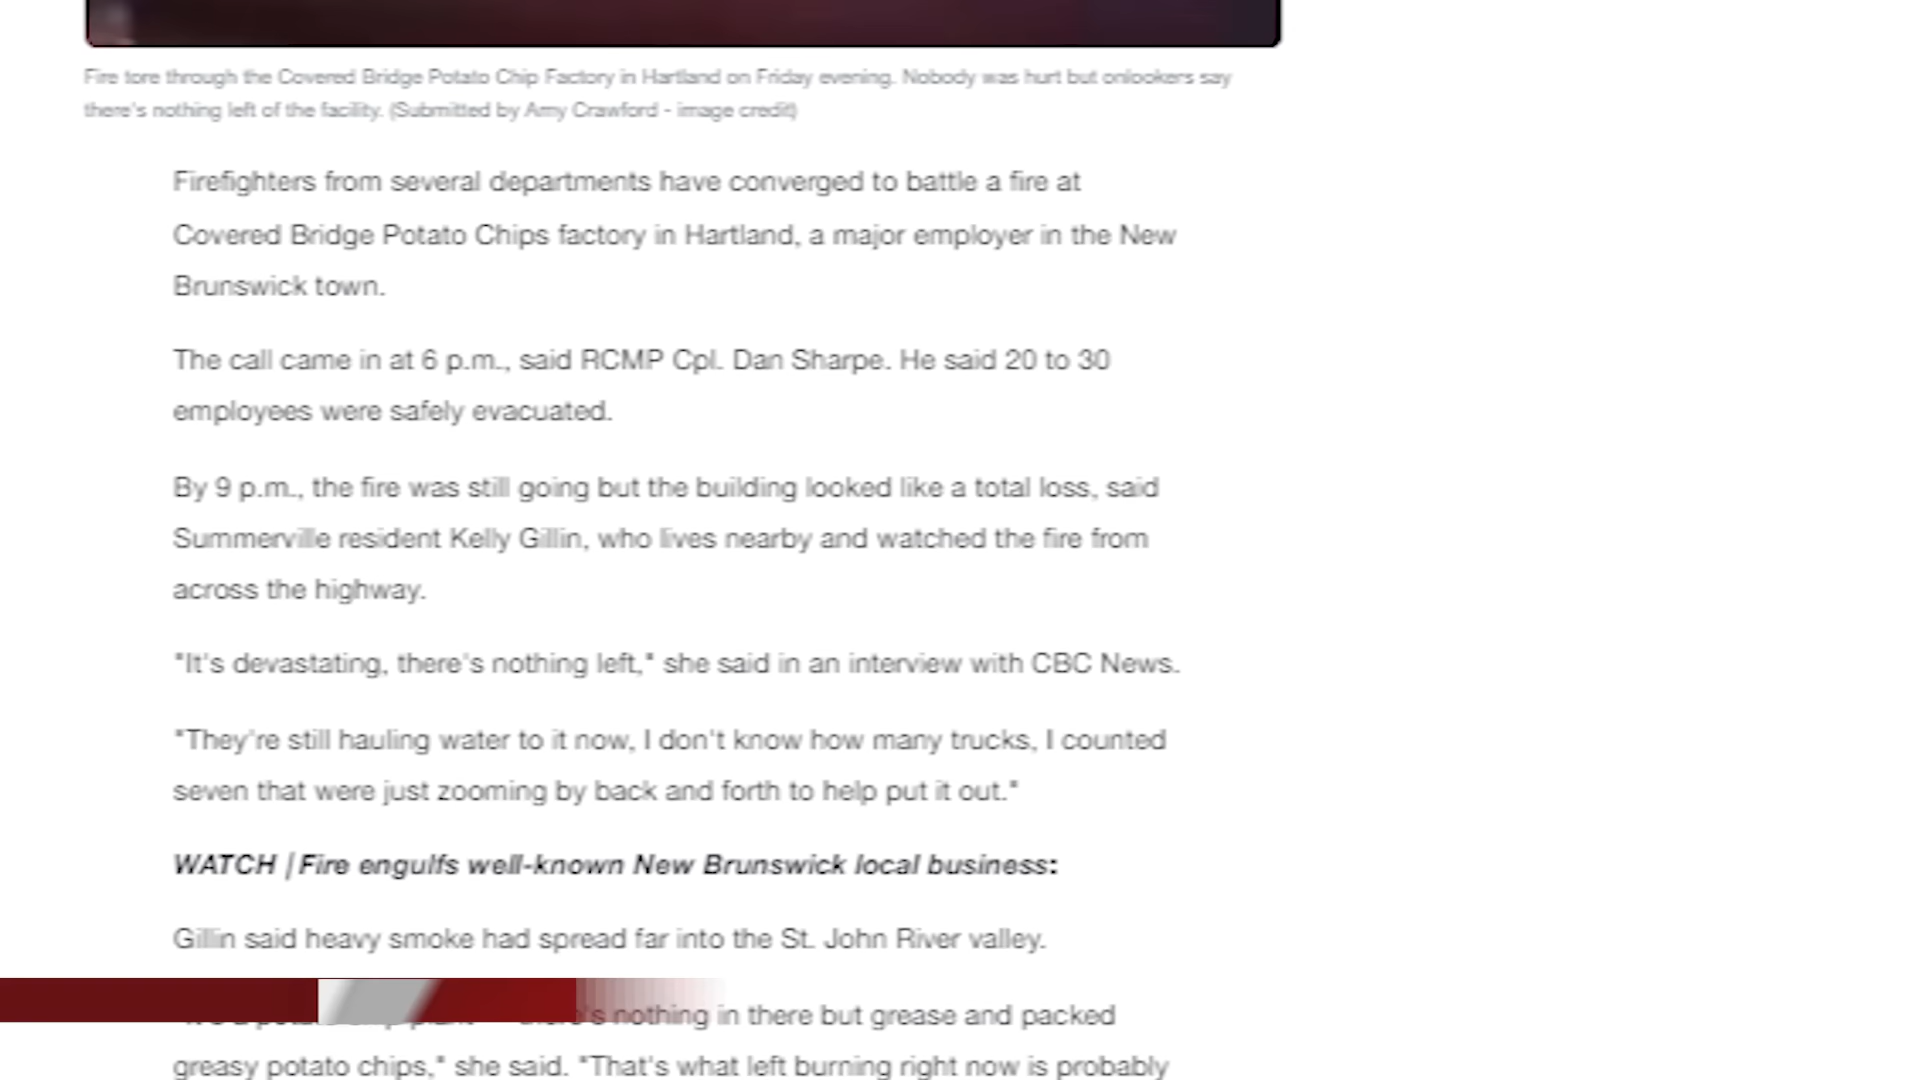 Fire tore through the Covered Bridge Potato Chip Factory in Hartland on Friday evening. Nobody was hurt but onlookers say
there's nothing left of the facility. (Submitted by Amy Crawford - image credit)
Firefighters from several departments have converged to battle a fire at
Covered Bridge Potato Chips factory in Hartland, a major employer in the New
Brunswick town.
The call came in at 6 p.m., said RCMP Cpl. Dan Sharpe. He said 20 to 30
employees were safely evacuated.
By 9 p.m., the fire was still going but the building looked like a total loss, said
Summerville resident Kelly Gillin, who lives nearby and watched the fire from
across the highway.
"It's devastating, there's nothing left," she said in an interview with CBC News.
"They're still hauling water to it now, I don't know how many trucks, I counted
seven that were just zooming by back and forth to help put it out."
WATCH | Fire engulfs well-known New Brunswick local business:
Gillin said heavy smoke had spread far into the St. John River valley.
nothing in there but grease and packed
greasy potato chips," she said. "That's what left burning right now is probably